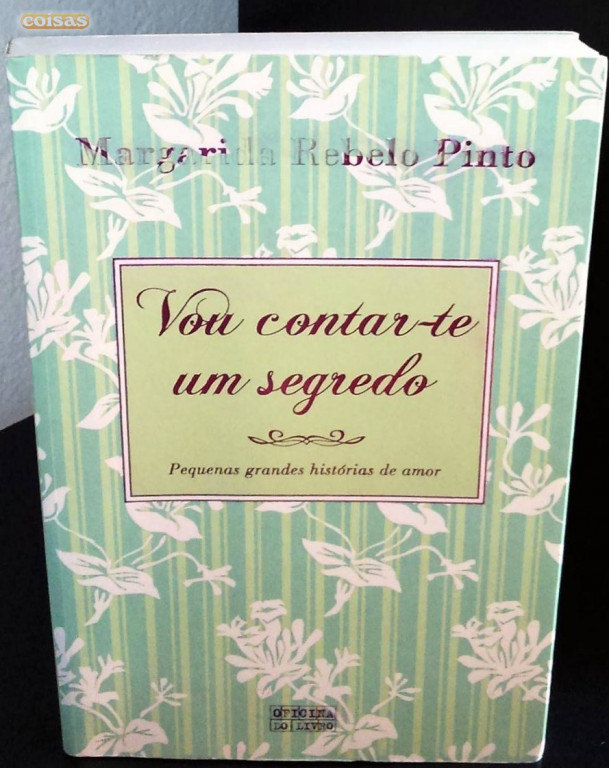 coisas
Margarida Rebelo Pinto
Vou contar-te
um segredo
Pequenas grandes histórias de amor
OFICINA
DO LIVRO